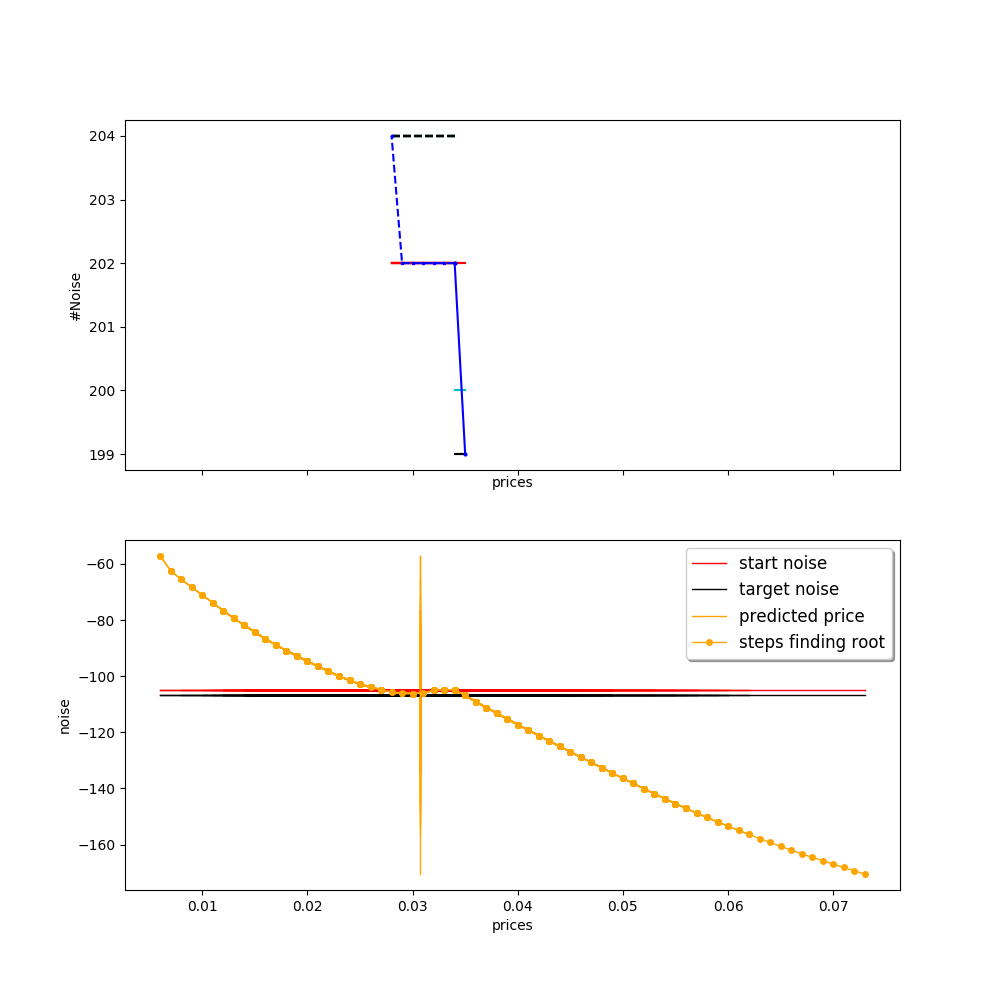 204
203
202
201
200
199
#Noise
prices
start noise
target noise
predicted price
steps finding root
−60
−80
−100
−120
−140
−160
noise
0.01 0.02 0.03 0.04 0.05 0.06 0.07
prices